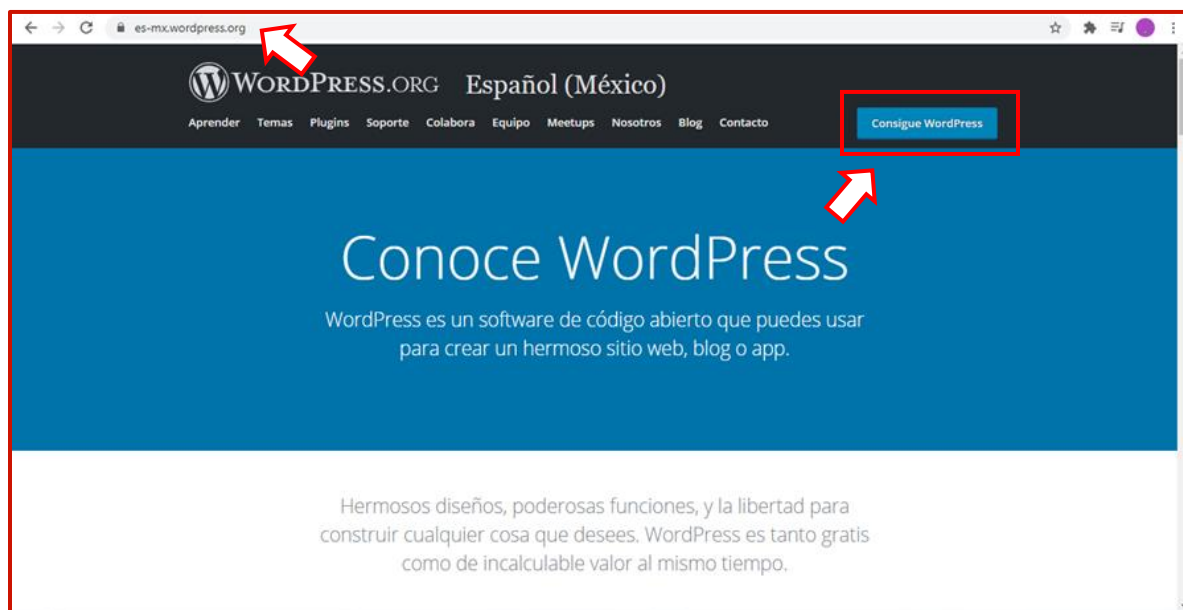 es-mx.wordpress.org
WORDPRESS.ORG Español (México)
Aprender Temas Plugins Soporte Colabora Equipo Meetups Nosotros Blog Contacto Consigue WordPress
Conoce WordPress
WordPress es un software de código abierto que puedes usar
para crear un hermoso sitio web, blog o app.
Hermosos diseños, poderosas funciones, y la libertad para
construir cualquier cosa que desees. WordPress es tanto gratis
como de incalculable valor al mismo tiempo.